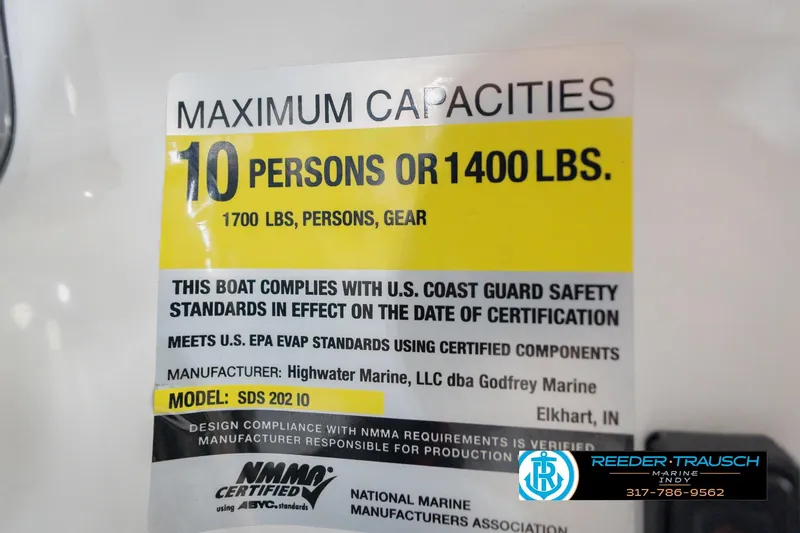 MAXIMUM CAPACITIES
10 PERSONS OR 1400 LBS.
1700 LBS, PERSONS, GEAR
THIS BOAT COMPLIES WITH U.S. COAST GUARD SAFETY
STANDARDS IN EFFECT ON THE DATE OF CERTIFICATION
MEETS U.S. EPA EVAP STANDARDS USING CERTIFIED COMPONENTS
MANUFACTURER: Highwater Marine, LLC dba Godfrey Marine
Elkhart, IN
MODEL: SDS 202 IO
DESIGN COMPLIANCE WITH NMMA REQUIREMENTS IS VERIFIED.
MANUFACTURER RESPONSIBLE FOR PRODUCTION
NMMA
CERTIFIED
using ABYC. standards
NATIONAL MARINE
MANUFACTURERS ASSOCIATION
REEDER·TRAUSCH
MARINE
INDY
317-786-9562